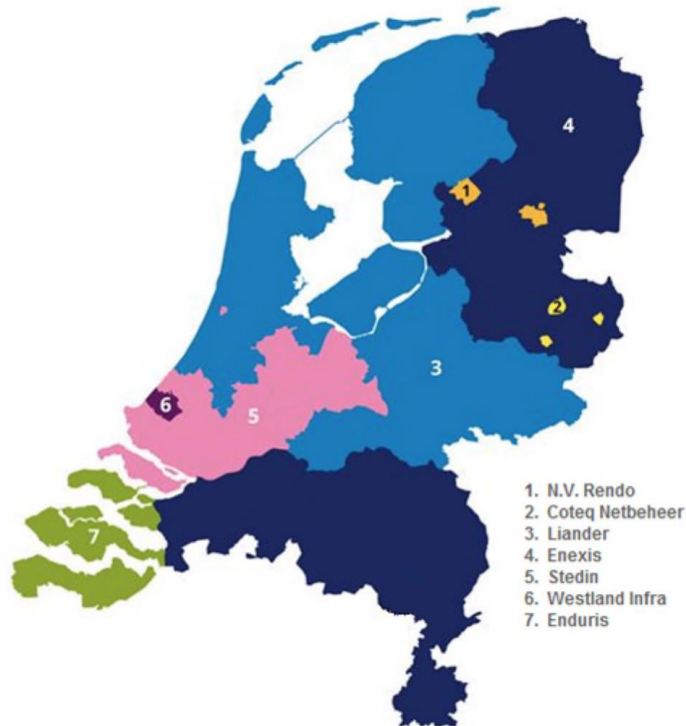 4
1
2
3
6
5
7
1. N.V. Rendo
2. Coteq Netbeheer
3. Liander
4. Enexis
5. Stedin
6. Westland Infra
7. Enduris